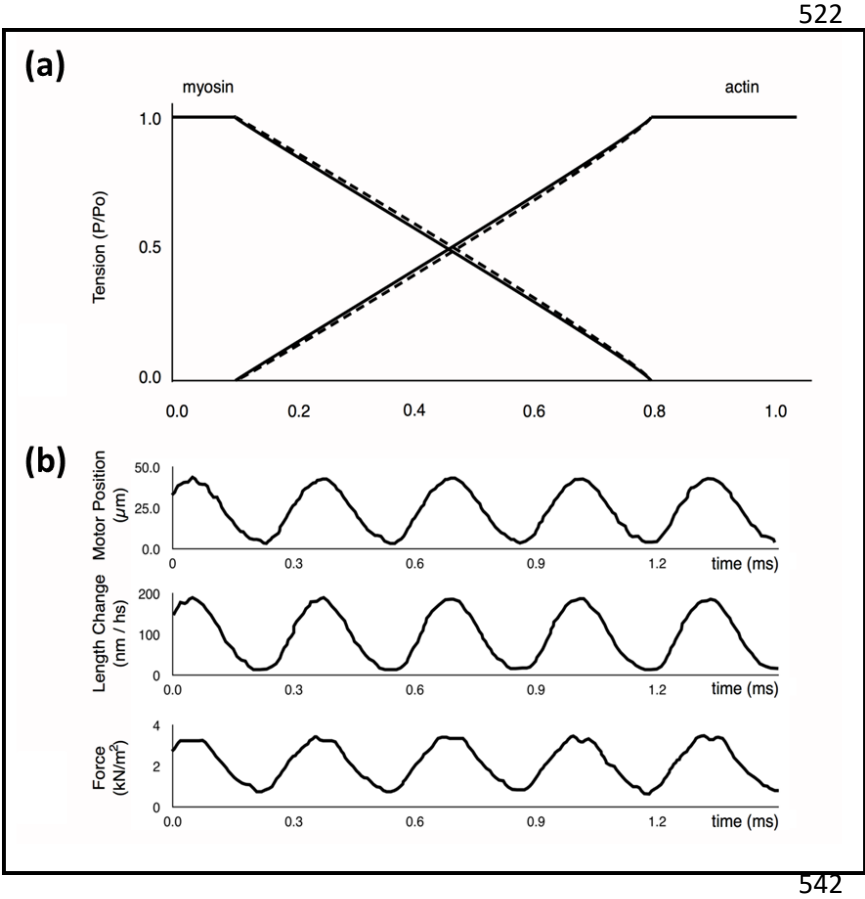 522
(a)
myosin actin
Tension (P/Po)
1.0
0.5
0.0
0.0 0.2 0.4 0.6 0.8 1.0
(b)
Motor Position
(µm)
50.0
25.0
0.0
0 0.3 0.6 0.9 1.2 time (ms)
Length Change
(nm / hs)
200
100
0
0.0 0.3 0.6 0.9 1.2 time (ms)
Force
(kN/m²)
4
2
0
0.0 0.3 0.6 0.9 1.2 time (ms)
542